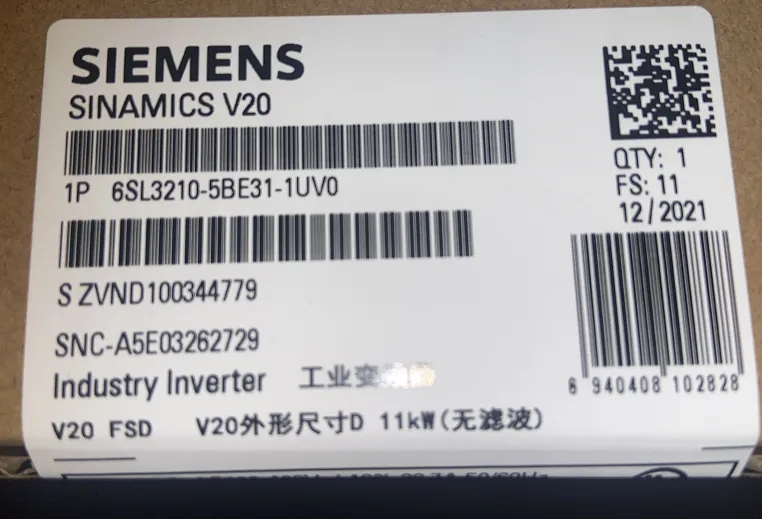 SIEMENS
SINAMICS V20
1P 6SL3210-5BE31-1UV0
QTY: 1
FS: 11
12/2021
S ZVND100344779
SNC-A5E03262729
Industry Inverter 工业变
6 940408 102828
V20 FSD V20外形尺寸D 11kW(无滤波)